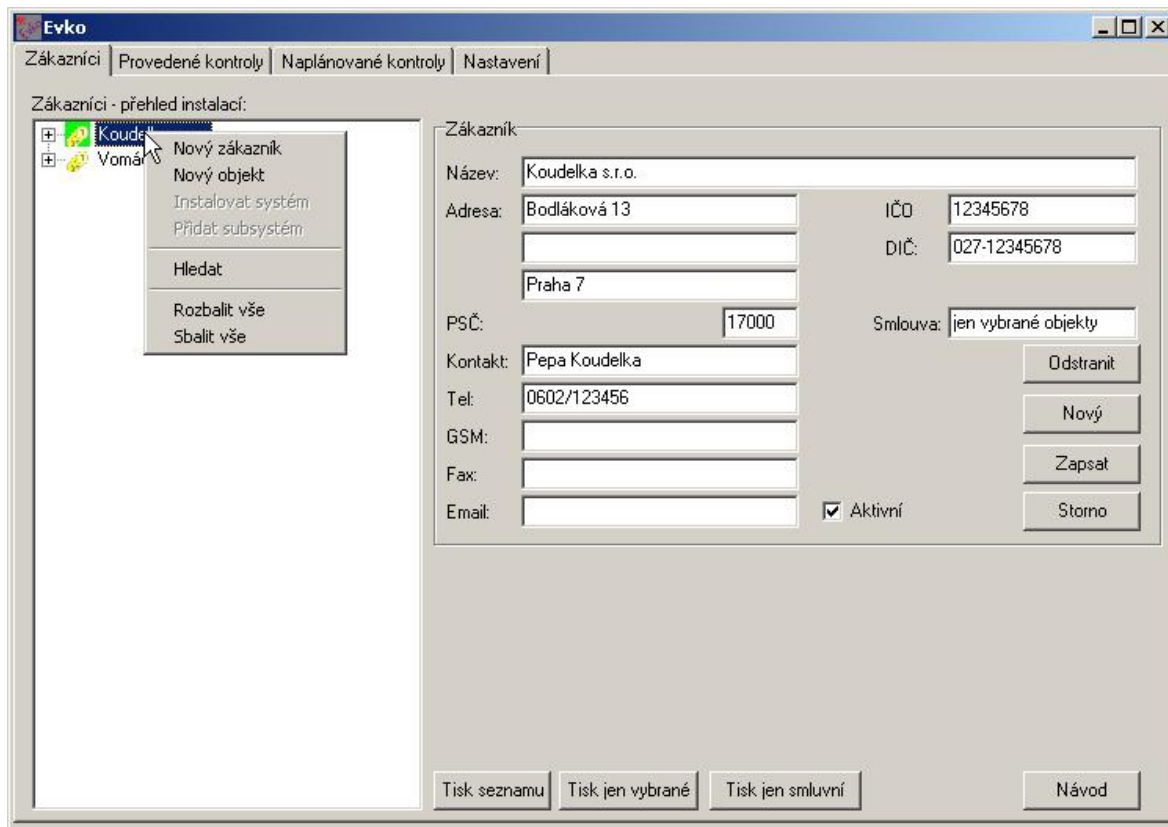 Evko
Zákazníci Provedené kontroly Naplánované kontroly Nastavení
Zákazníci - přehled instalací:
Nový zákazník
Nový objekt
Instalovat systém
Přidat subsystém
Hledat
Rozbalit vše
Sbalit vše
Zákazník
Název: Koudelka s.r.o.
Adresa: Bodláková 13 IČO 12345678
DIČ: 027-12345678
Praha 7
PSČ: 17000 Smlouva: jen vybrané objekty
Kontakt: Pepa Koudelka Odstranit
Tel: 0602/123456 Nový
GSM:
Fax: Zapsat
Email: Aktivní Storno
Tisk seznamu Tisk jen vybrané Tisk jen smluvní Návod